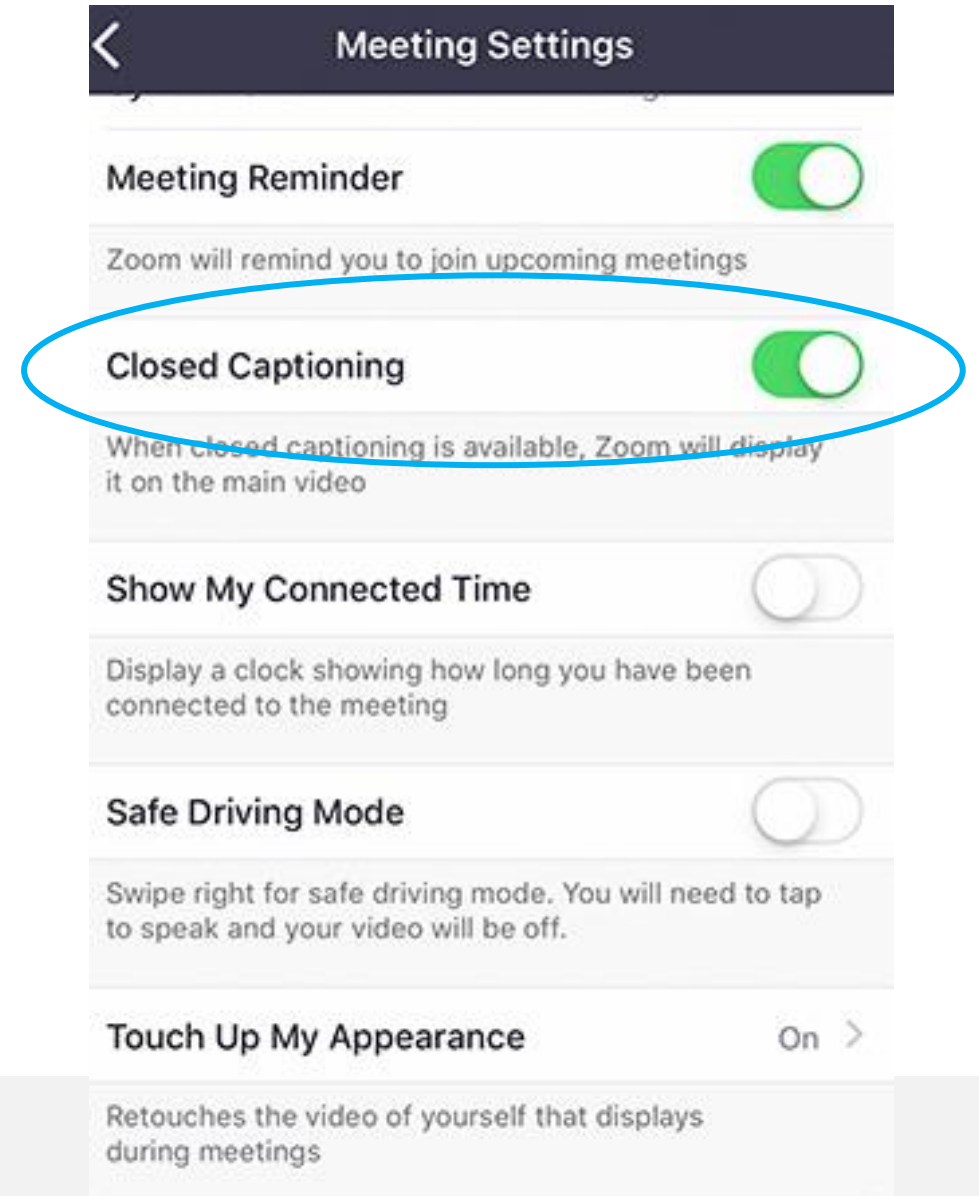 Meeting Settings
Meeting Reminder
Zoom will remind you to join upcoming meetings
Closed Captioning
When closed captioning is available, Zoom will display
it on the main video
Show My Connected Time
Display a clock showing how long you have been
connected to the meeting
Safe Driving Mode
Swipe right for safe driving mode. You will need to tap
to speak and your video will be off.
Touch Up My Appearance On
Retouches the video of yourself that displays
during meetings